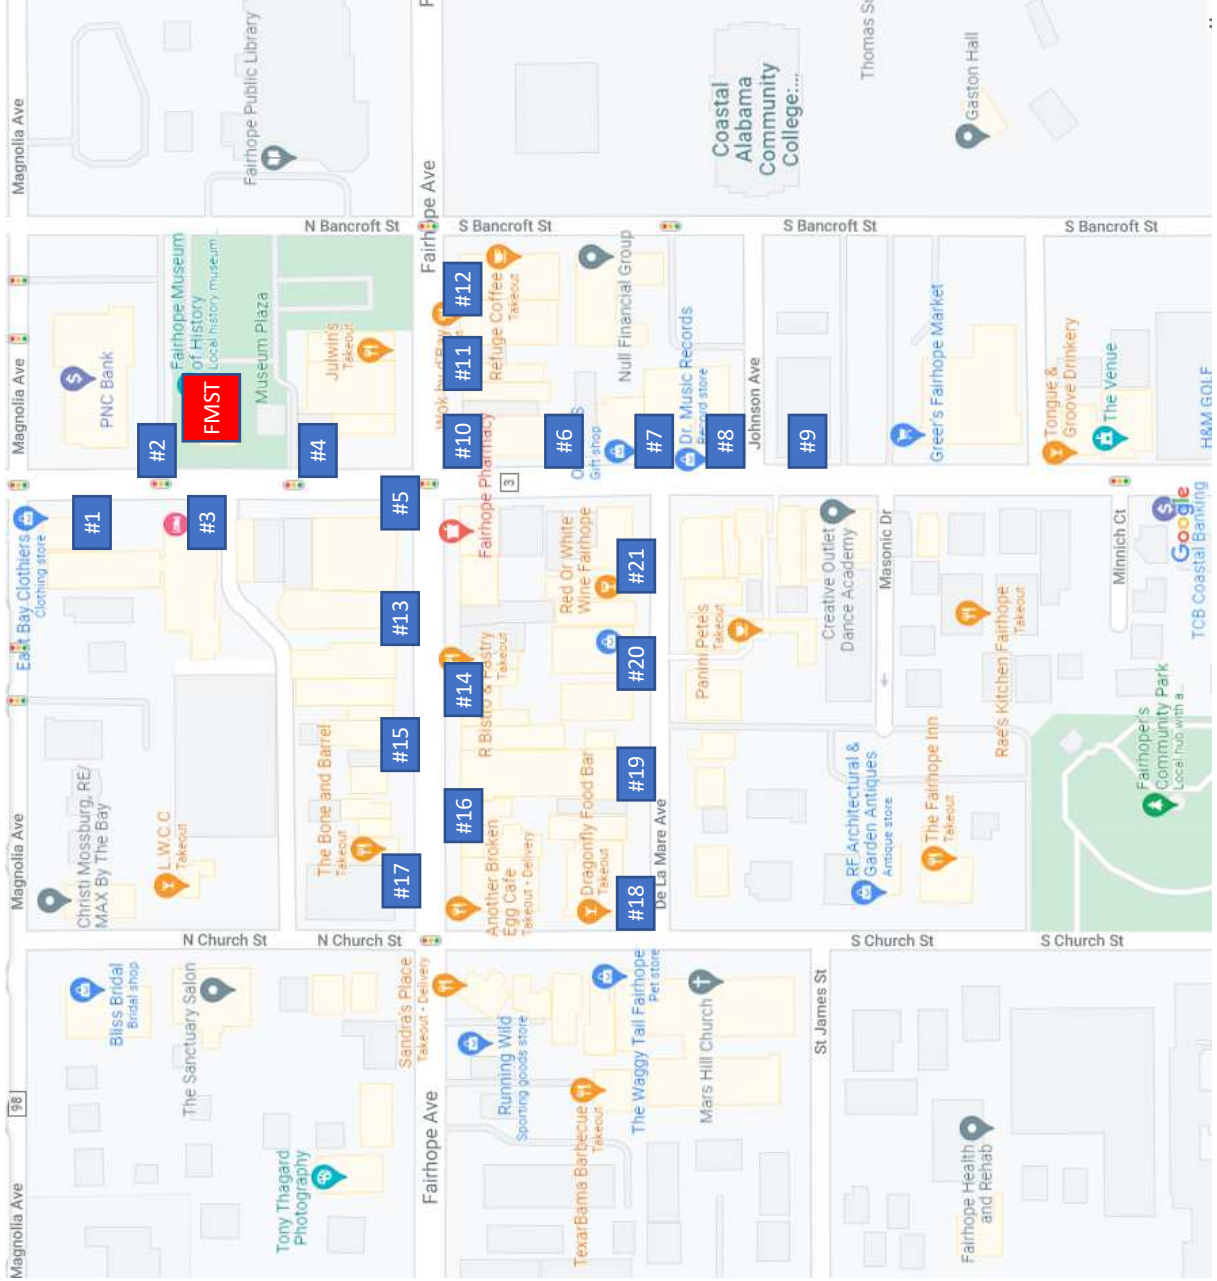 Magnolia Ave
Fairhope Public Library
F
Fairhope Ave
Coastal
Alabama
Community
College:...
Thomas So
Gaston Hall
N Bancroft St
S Bancroft St
S Bancroft St
S Bancroft St
Magnolia Ave
PNC Bank
Fairhope Museum
of History
Local history museum...
FMST
Museum Plaza
Julwin's
Takeout
#2
#4
#12
#11
#10
Refuge Coffee
Takeout
Null Financial Group
#6
Gift shop
#7
Dr. Music Records
Record store
#8
Johnson Ave
#9
Greer's Fairhope Market
Tongue &
Groove Drinkery
The Venue
H&M GOLF
East Bay Clothiers
Clothing store
#1
#3
#5
3
Fairhope Pharmacy
Red Or White
Wine Fairhope
#21
#13
#14
R Bistro & Pastry
Takeout
#20
Panini Pete's
Takeout
Creative Outlet
Dance Academy
Masonic Dr
Rae's Kitchen Fairhope
Takeout
Minnich Ct
Google
TCB Coastal Banking
Magnolia Ave
Christi Mossburg, RE/
MAX By The Bay
L.W.C.C
Takeout
The Bone and Barrel
Takeout
#15
#17
#16
Another Broken
Egg Cafe
Takeout • Delivery
Dragonfly Food Bar
Takeout
#19
#18
De La Mare Ave
RF Architectural &
Garden Antiques
Antique store
The Fairhope Inn
Takeout
Fairhoper's
Community Park
Local hub with a...
N Church St
N Church St
S Church St
S Church St
98
Magnolia Ave
Bliss Bridal
Bridal shop
The Sanctuary Salon
Tony Thagard
Photography
Sandra's Place
Takeout • Delivery
Fairhope Ave
Running Wild
Sporting goods store
TexarBama Barbecue
Takeout
The Waggy Tail Fairhope
Pet store
Mars Hill Church
St James St
Fairhope Health
and Rehab